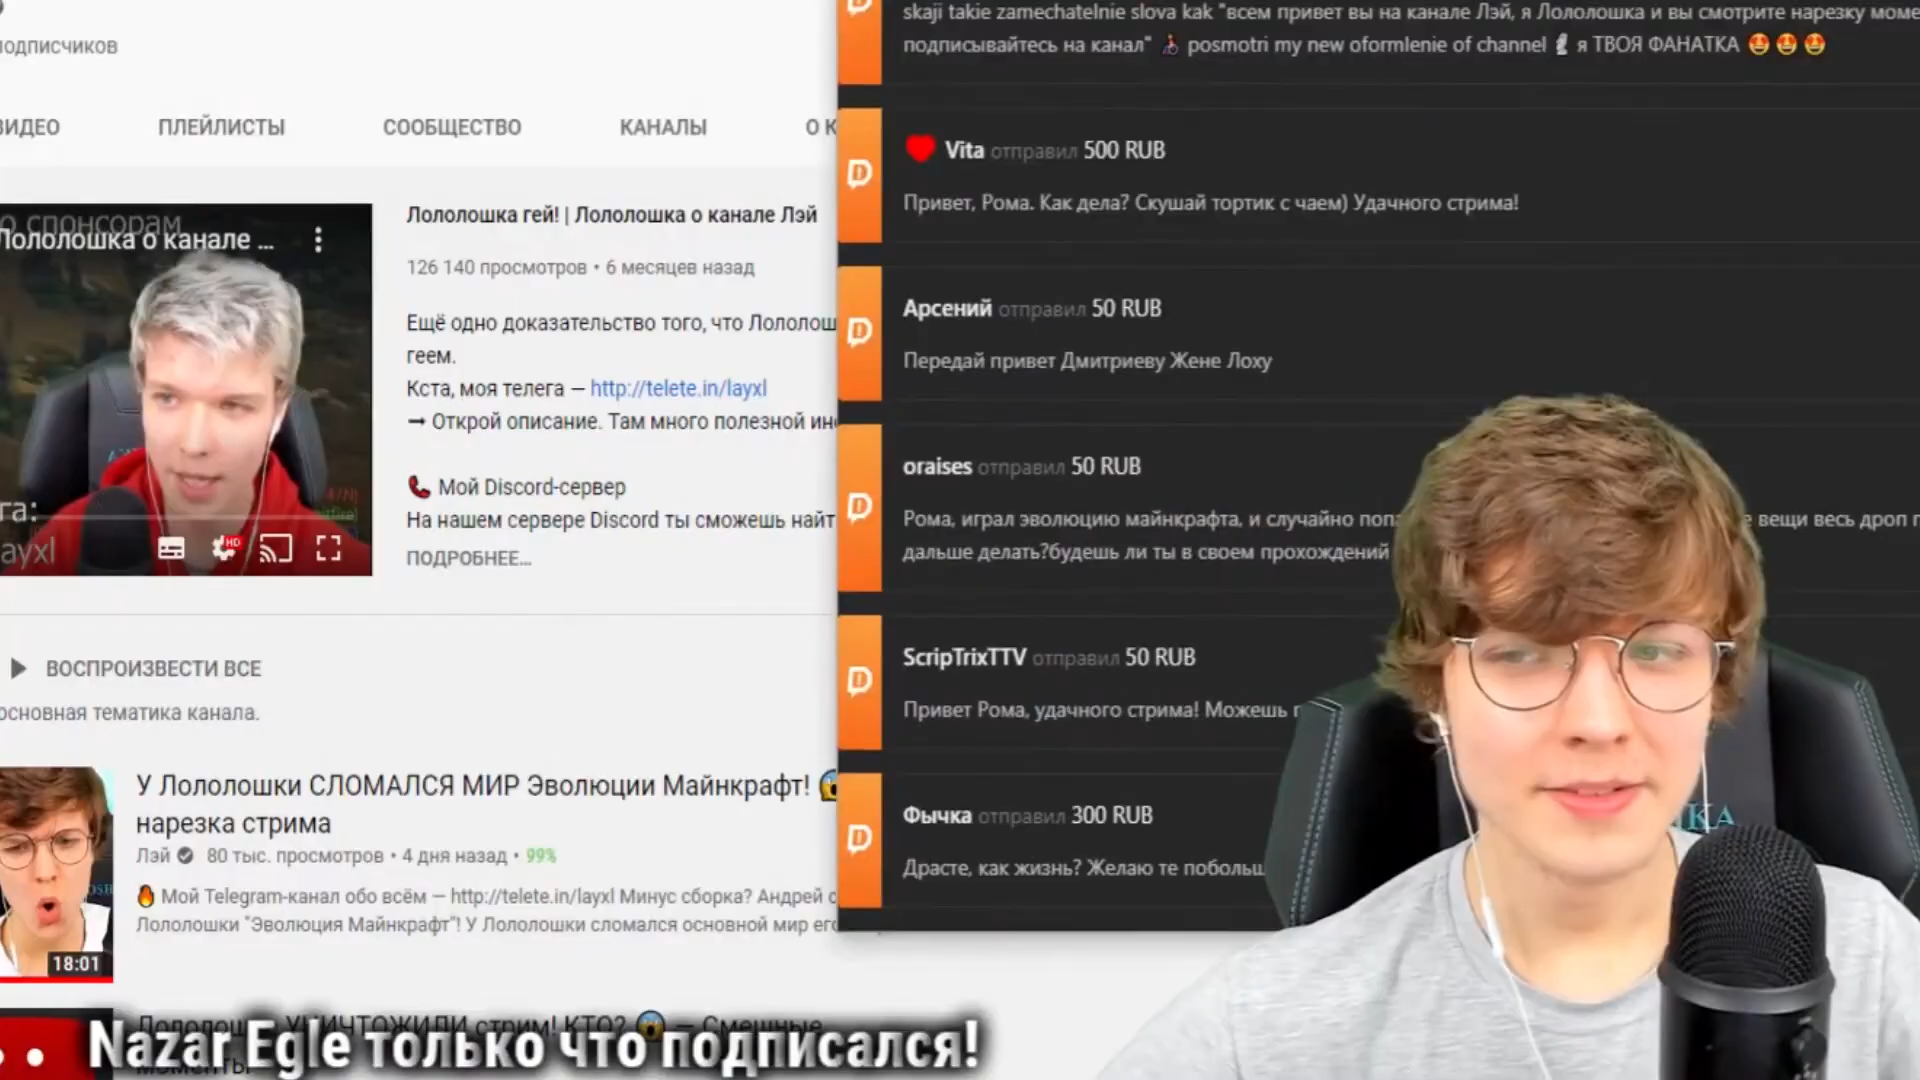 подписчиков
ВИДЕО ПЛЕЙЛИСТЫ СООБЩЕСТВО КАНАЛЫ О К
о спонсорам
Лололошка о канале ...
га:
layxl
Лололошка гей! | Лололошка о канале Лэй
126 140 просмотров • 6 месяцев назад
Ещё одно доказательство того, что Лололош
геем.
Кста, моя телега — http://telete.in/layxl
→ Открой описание. Там много полезной ин
📞 Мой Discord-сервер
На нашем сервере Discord ты сможешь найт
ПОДРОБНЕЕ...
▶ ВОСПРОИЗВЕСТИ ВСЕ
основная тематика канала.
У Лололошки СЛОМАЛСЯ МИР Эволюции Майнкрафт! 😱
нарезка стрима
Лэй 80 тыс. просмотров • 4 дня назад • 99%
🔥 Мой Telegram-канал обо всём — http://telete.in/layxl Минус сборка? Андрей с
Лололошки "Эволюция Майнкрафт"! У Лололошки сломался основной мир его
18:01
УНИЧТОЖИЛИ стрим! КТО? 😱 — Смешные
Nazar Egle только что подписался!
skaji takie zamechatelnie slova kak "всем привет вы на канале Лэй, я Лололошка и вы смотрите нарезку моме
подписывайтесь на канал" posmotri my new oformlenie of channel я ТВОЯ ФАНАТКА 🤩🤩🤩
Vita отправил 500 RUB
Привет, Рома. Как дела? Скушай тортик с чаем) Удачного стрима!
Арсений отправил 50 RUB
Передай привет Дмитриеву Жене Лоху
oraises отправил 50 RUB
Рома, играл эволюцию майнкрафта, и случайно вещи весь дроп
дальше делать?будешь ли ты в своем прохождений
ScripTrixTTV отправил 50 RUB
Привет Рома, удачного стрима! Можешь
Фычка отправил 300 RUB
Драсте, как жизнь? Желаю те побольш